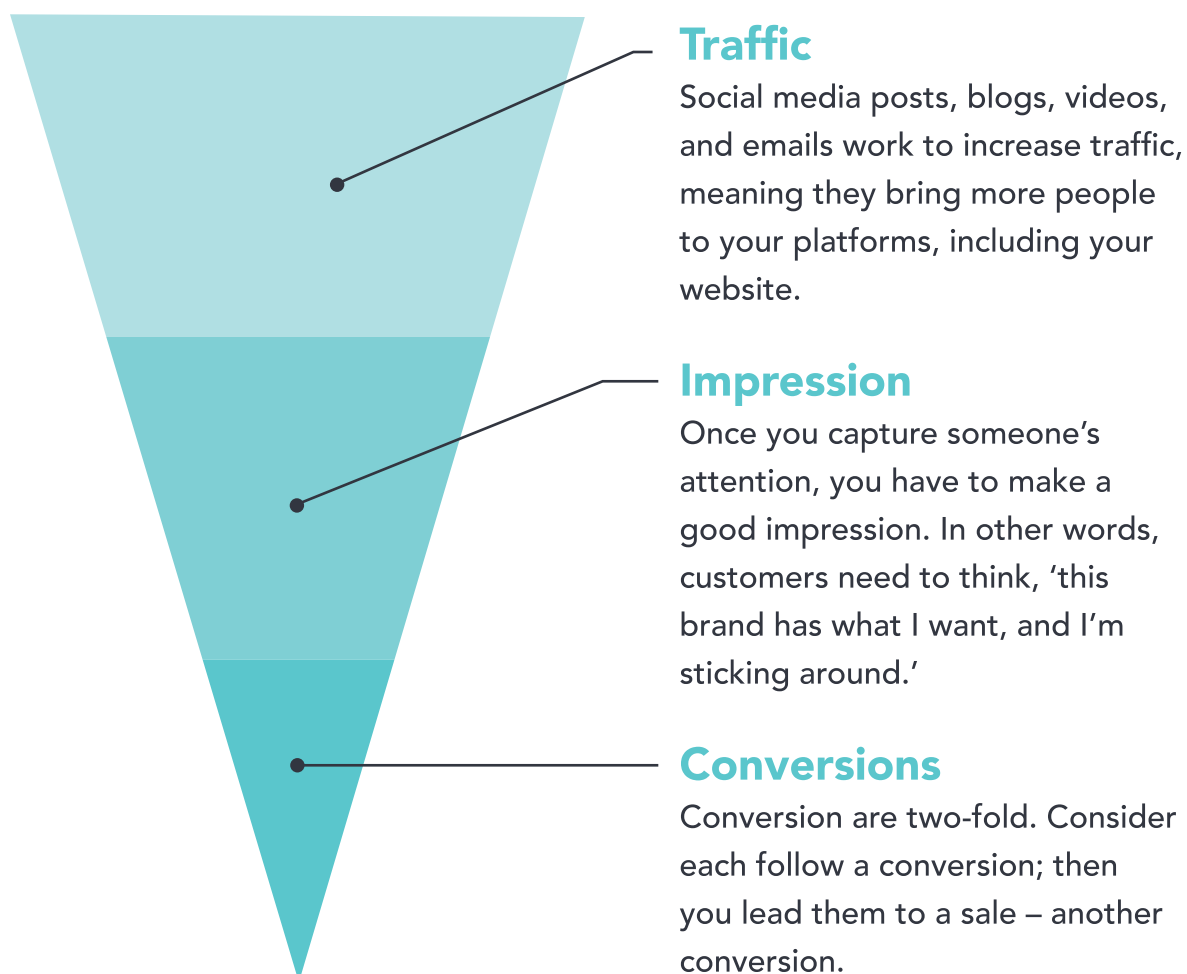 Traffic
Social media posts, blogs, videos,
and emails work to increase traffic,
meaning they bring more people
to your platforms, including your
website.
Impression
Once you capture someone’s
attention, you have to make a
good impression. In other words,
customers need to think, ‘this
brand has what I want, and I’m
sticking around.’
Conversions
Conversion are two-fold. Consider
each follow a conversion; then
you lead them to a sale – another
conversion.